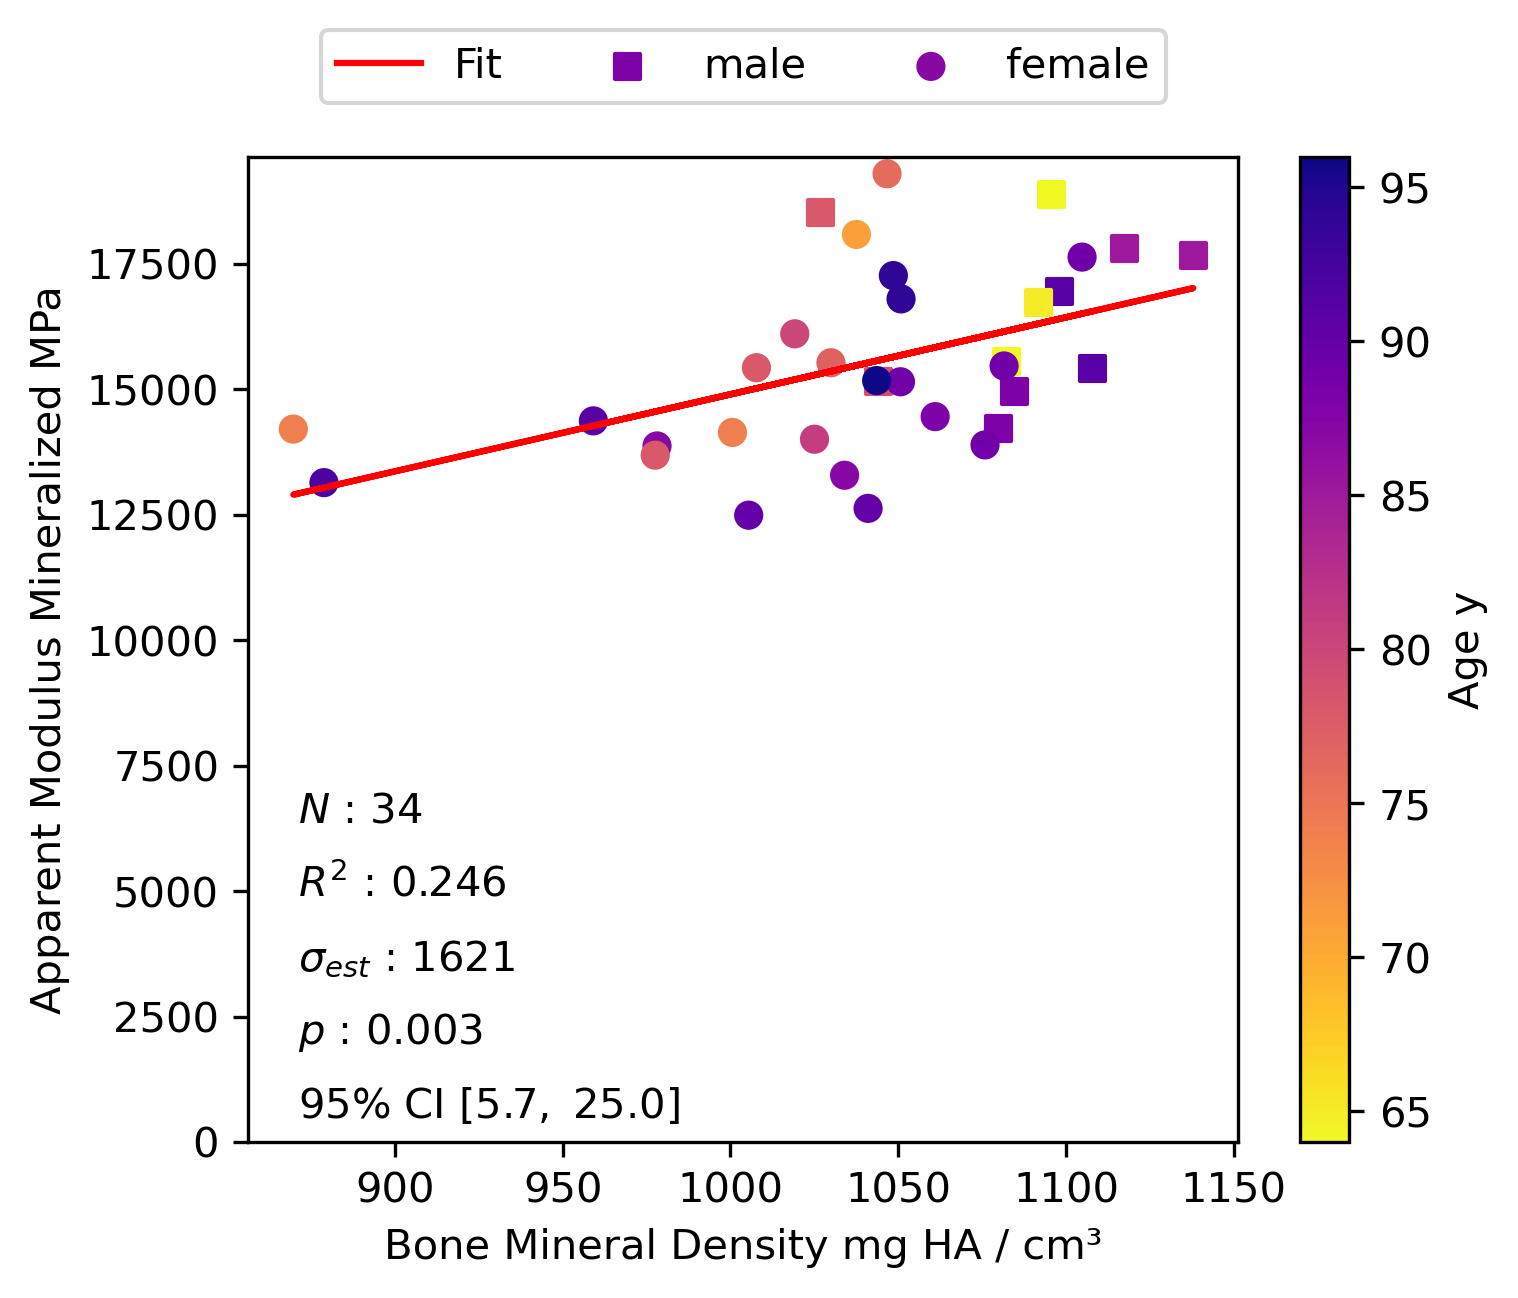 Fit male female
17500
15000
12500
10000
7500
5000
2500
0
Apparent Modulus Mineralized MPa
N : 34
R² : 0.246
σest : 1621
p : 0.003
95% CI [5.7, 25.0]
900 950 1000 1050 1100 1150
Bone Mineral Density mg HA / cm³
95
90
85
80
75
70
65
Age y